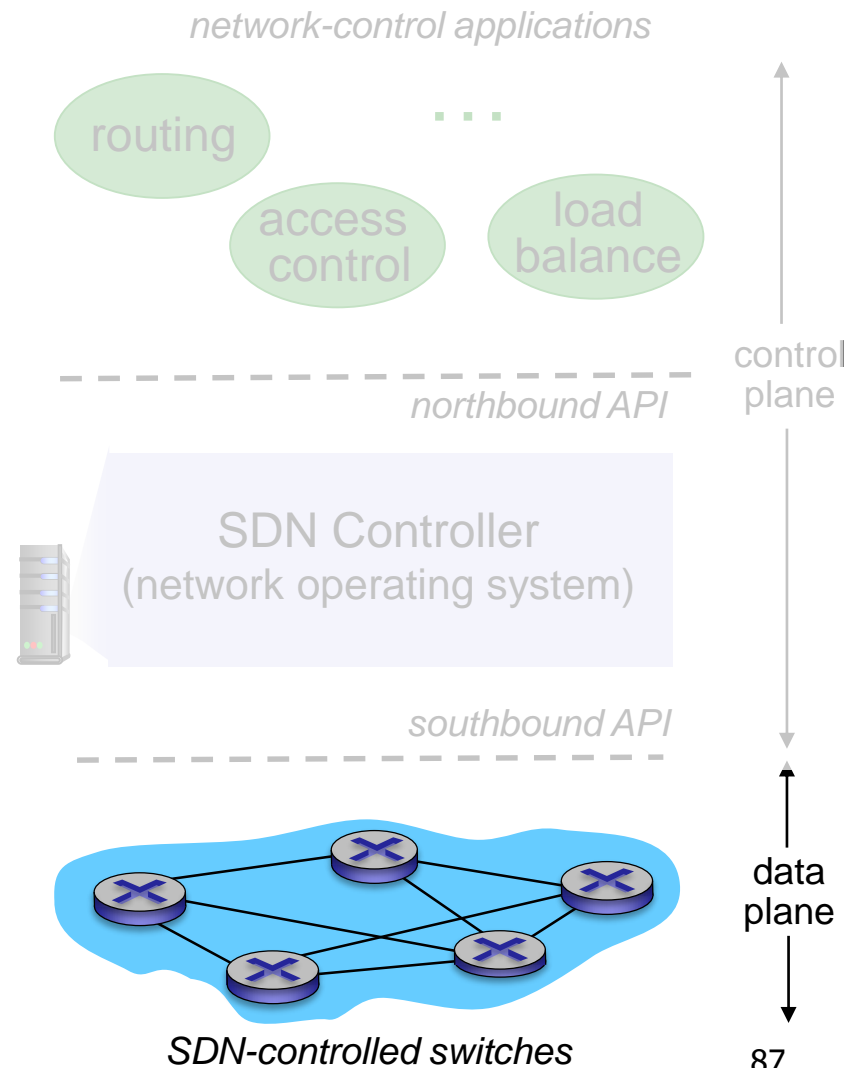 network-control applications
routing
...
access
control
load
balance
control
plane
northbound API
SDN Controller
(network operating system)
southbound API
data
plane
SDN-controlled switches
87